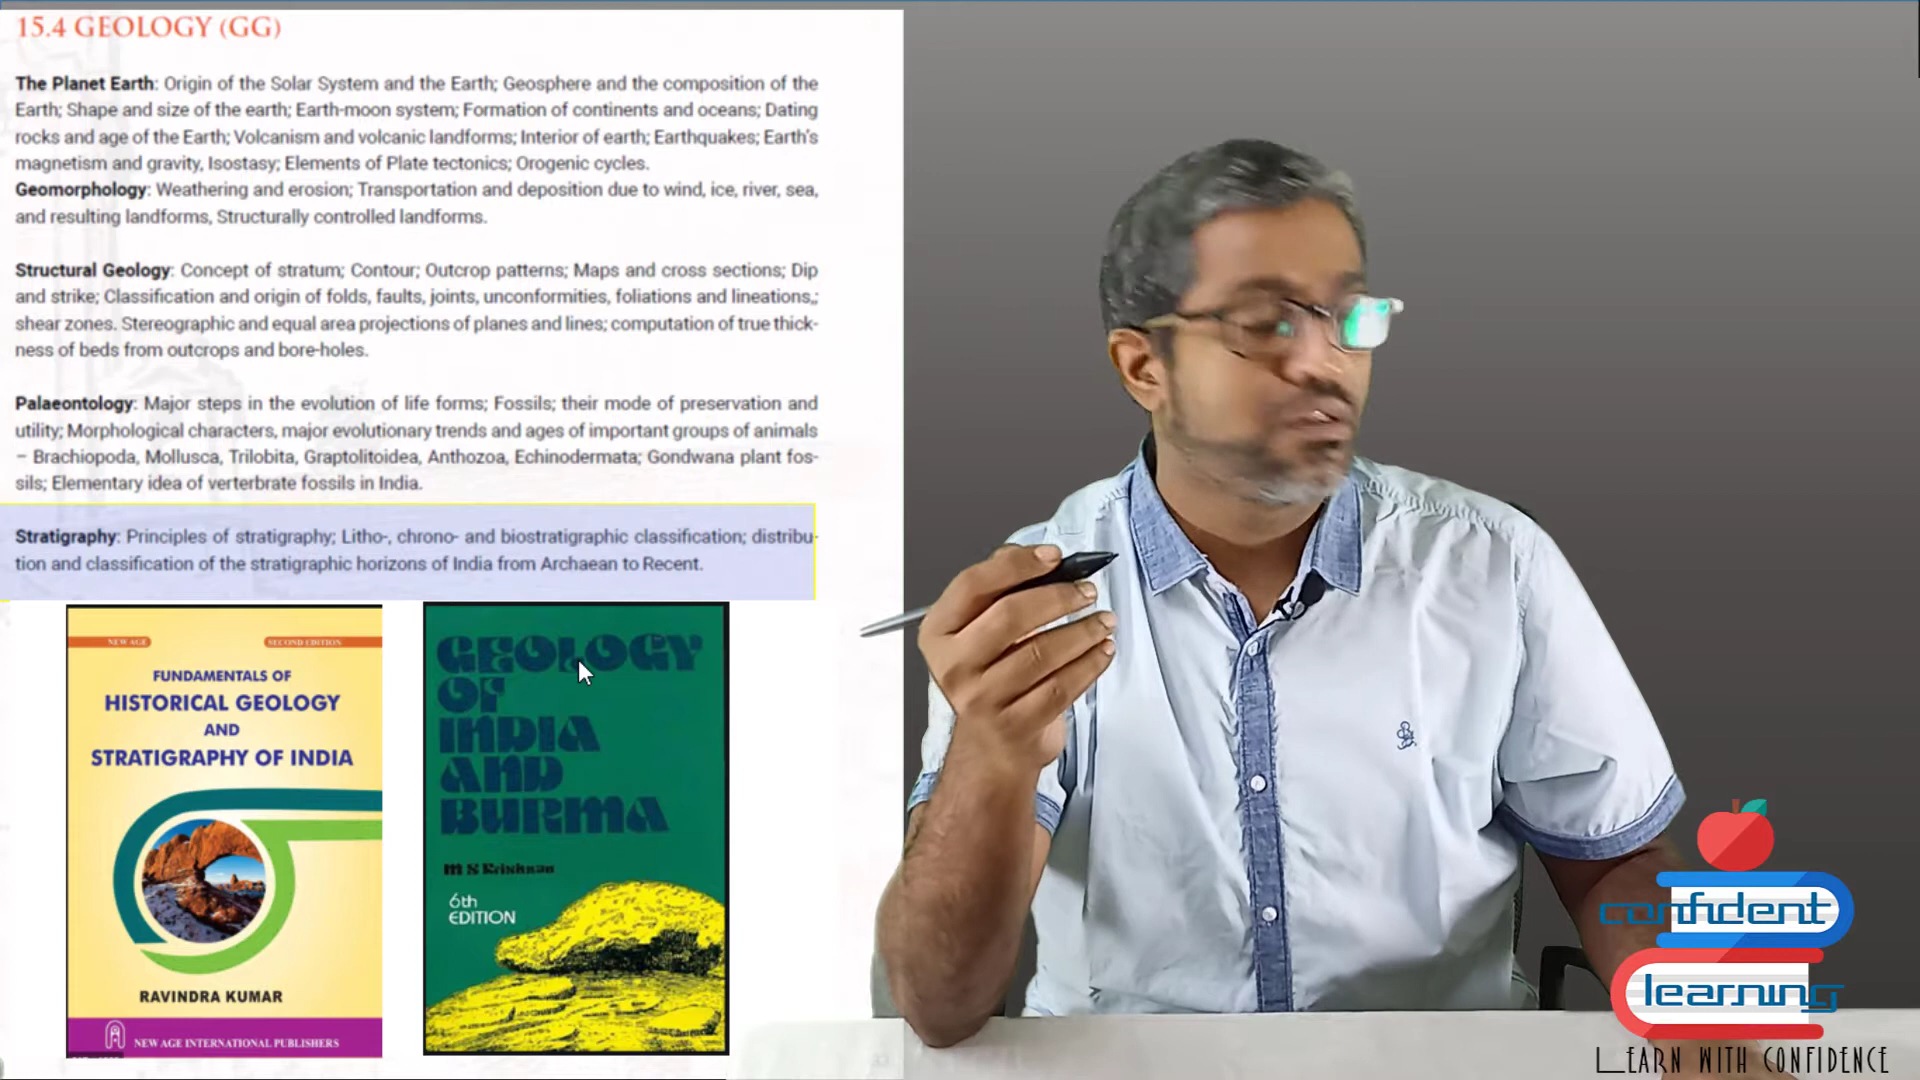 15.4 GEOLOGY (GG)
The Planet Earth: Origin of the Solar System and the Earth; Geosphere and the composition of the
Earth; Shape and size of the earth; Earth-moon system; Formation of continents and oceans; Dating
rocks and age of the Earth; Volcanism and volcanic landforms; Interior of earth; Earthquakes; Earth's
magnetism and gravity, Isostasy; Elements of Plate tectonics; Orogenic cycles.
Geomorphology: Weathering and erosion; Transportation and deposition due to wind, ice, river, sea,
and resulting landforms, Structurally controlled landforms.
Structural Geology: Concept of stratum; Contour; Outcrop patterns; Maps and cross sections; Dip
and strike; Classification and origin of folds, faults, joints, unconformities, foliations and lineations,;
shear zones. Stereographic and equal area projections of planes and lines; computation of true thick-
ness of beds from outcrops and bore-holes.
Palaeontology: Major steps in the evolution of life forms; Fossils; their mode of preservation and
utility; Morphological characters, major evolutionary trends and ages of important groups of animals
– Brachiopoda, Mollusca, Trilobita, Graptolitoidea, Anthozoa, Echinodermata; Gondwana plant fos-
sils; Elementary idea of verterbrate fossils in India.
Stratigraphy: Principles of stratigraphy; Litho-, chrono- and biostratigraphic classification; distribu-
tion and classification of the stratigraphic horizons of India from Archaean to Recent.
NEW AGE
SECOND EDITION
FUNDAMENTALS OF
HISTORICAL GEOLOGY
AND
STRATIGRAPHY OF INDIA
RAVINDRA KUMAR
NEW AGE INTERNATIONAL PUBLISHERS
GEOLOGY
OF
INDIA
AND
BURMA
M S Krishnan
6th
EDITION
confident
learning
LEARN WITH CONFIDENCE